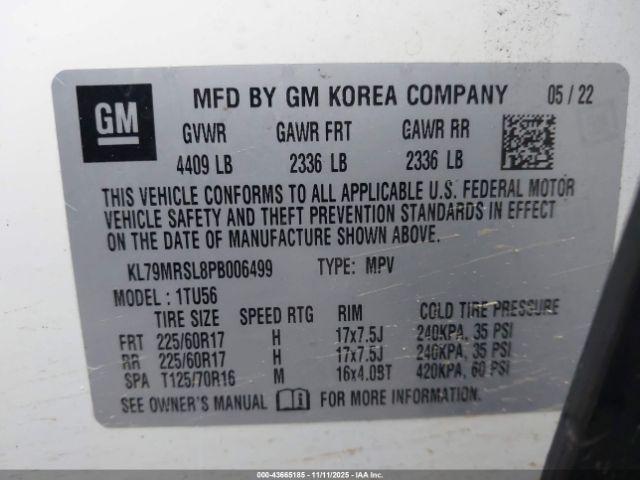 GM MFD BY GM KOREA COMPANY 05 / 22
GVWR GAWR FRT GAWR RR
4409 LB 2336 LB 2336 LB
THIS VEHICLE CONFORMS TO ALL APPLICABLE U.S. FEDERAL MOTOR
VEHICLE SAFETY AND THEFT PREVENTION STANDARDS IN EFFECT
ON THE DATE OF MANUFACTURE SHOWN ABOVE.
KL79MRSL8PB006499 TYPE: MPV
MODEL : 1TU56
TIRE SIZE SPEED RTG RIM COLD TIRE PRESSURE
FRT 225/60R17 H 17x7.5J 240KPA, 35 PSI
RR 225/60R17 H 17x7.5J 240KPA, 35 PSI
SPA T125/70R16 M 16x4.0BT 420KPA, 60 PSI
SEE OWNER'S MANUAL FOR MORE INFORMATION.
000-43665185 - 11/11/2025 - IAA Holdings, LLC.